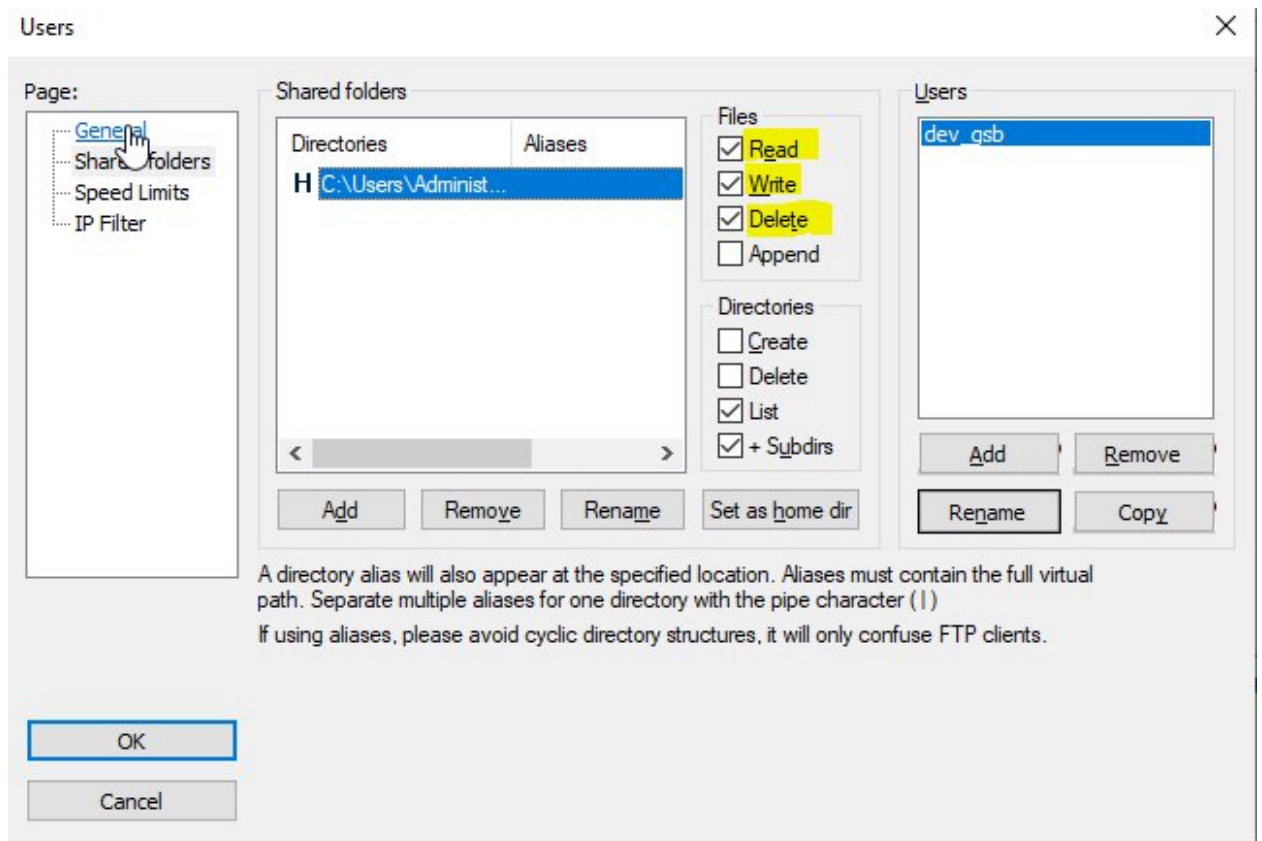 Users
Page:
General
Shared folders
Speed Limits
IP Filter
Shared folders
Directories Aliases
H C:\Users\Administ...
Files
Read
Write
Delete
Append
Directories
Create
Delete
List
+ Subdirs
Add Remove Rename Set as home dir
Users
dev_gsb
Add Remove
Rename Copy
A directory alias will also appear at the specified location. Aliases must contain the full virtual
path. Separate multiple aliases for one directory with the pipe character ( | )
If using aliases, please avoid cyclic directory structures, it will only confuse FTP clients.
OK
Cancel